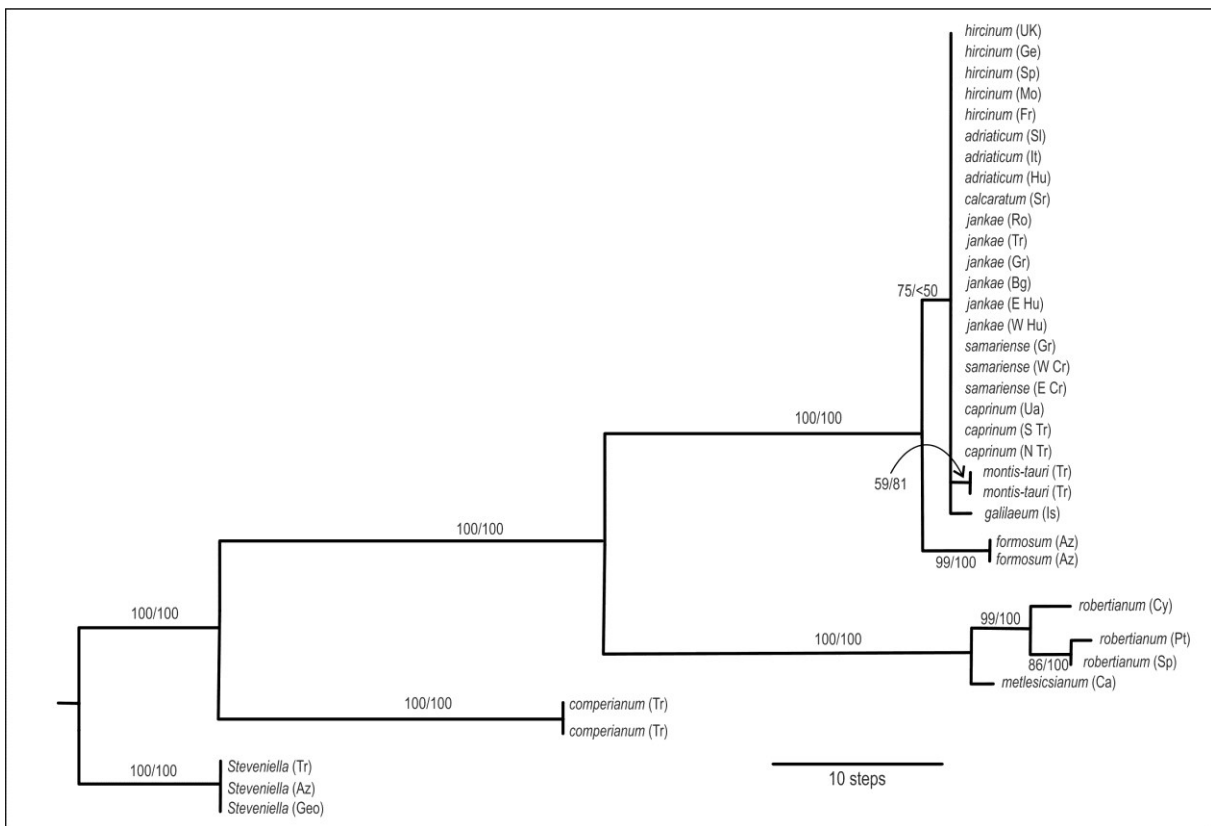 hircinum (UK)
hircinum (Ge)
hircinum (Sp)
hircinum (Mo)
hircinum (Fr)
adriaticum (Sl)
adriaticum (It)
adriaticum (Hu)
calcaratum (Sr)
jankae (Ro)
jankae (Tr)
jankae (Gr)
jankae (Bg)
jankae (E Hu)
jankae (W Hu)
samariense (Gr)
samariense (W Cr)
samariense (E Cr)
caprinum (Ua)
caprinum (S Tr)
caprinum (N Tr)
montis-tauri (Tr)
montis-tauri (Tr)
galilaeum (Is)
formosum (Az)
formosum (Az)
75/<50
100/100
59/81
99/100
100/100
100/100
robertianum (Cy)
99/100
robertianum (Pt)
86/100
robertianum (Sp)
100/100
metlesicsianum (Ca)
100/100
comperianum (Tr)
comperianum (Tr)
100/100
Steveniella (Tr)
Steveniella (Az)
Steveniella (Geo)
10 steps